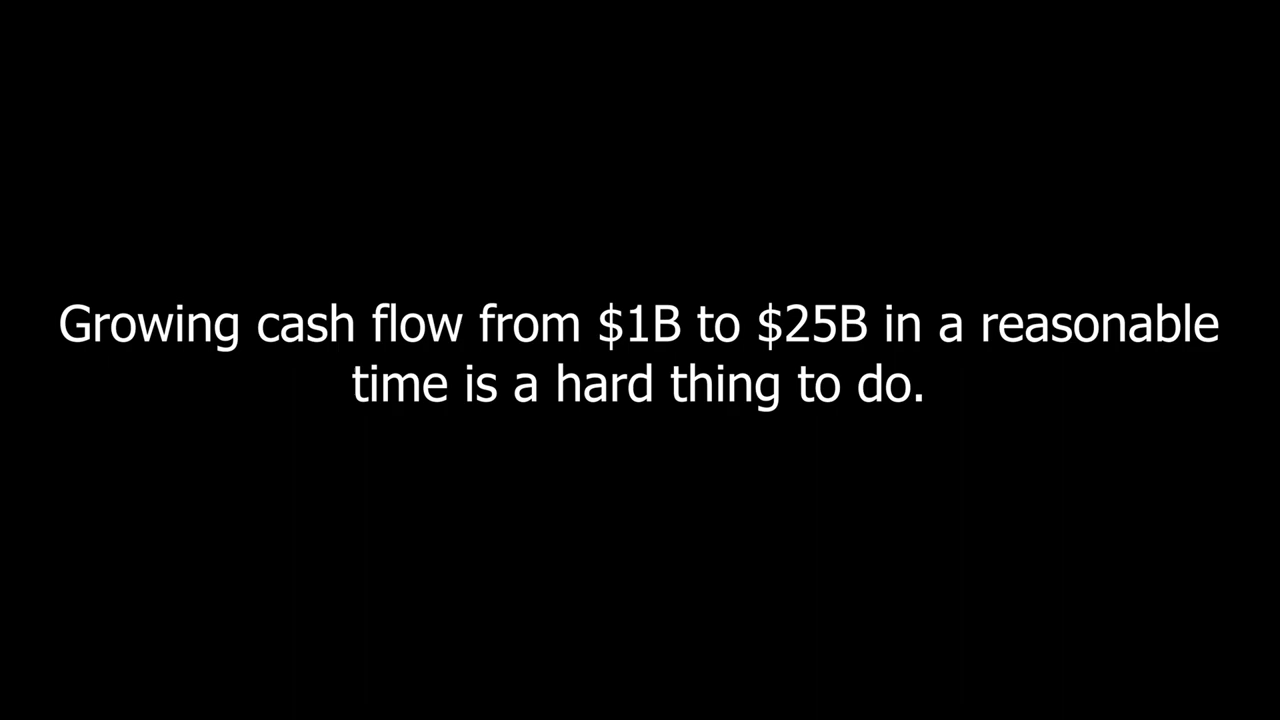 Growing cash flow from $1B to $25B in a reasonable
time is a hard thing to do.